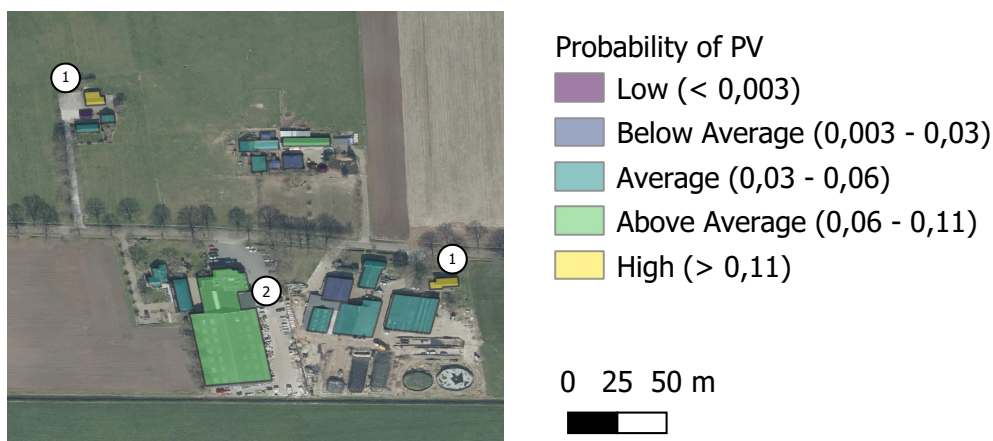 1
1
2
Probability of PV
Low (< 0,003)
Below Average (0,003 - 0,03)
Average (0,03 - 0,06)
Above Average (0,06 - 0,11)
High (> 0,11)
0 25 50 m